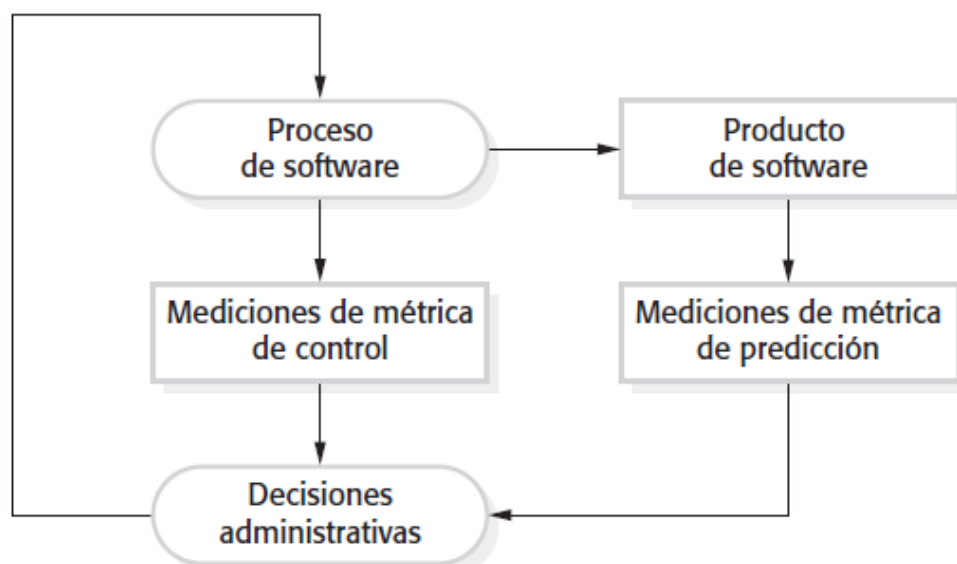 Proceso
de software
Producto
de software
Mediciones de métrica
de control
Mediciones de métrica
de predicción
Decisiones
administrativas